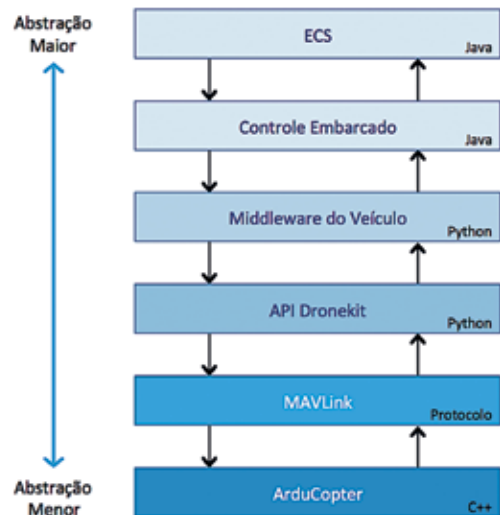 Abstração
Maior
ECS
Java
Controle Embarcado
Java
Middleware do Veículo
Python
API Dronekit
Python
MAVLink
Protocolo
Abstração
Menor
ArduCopter
C++